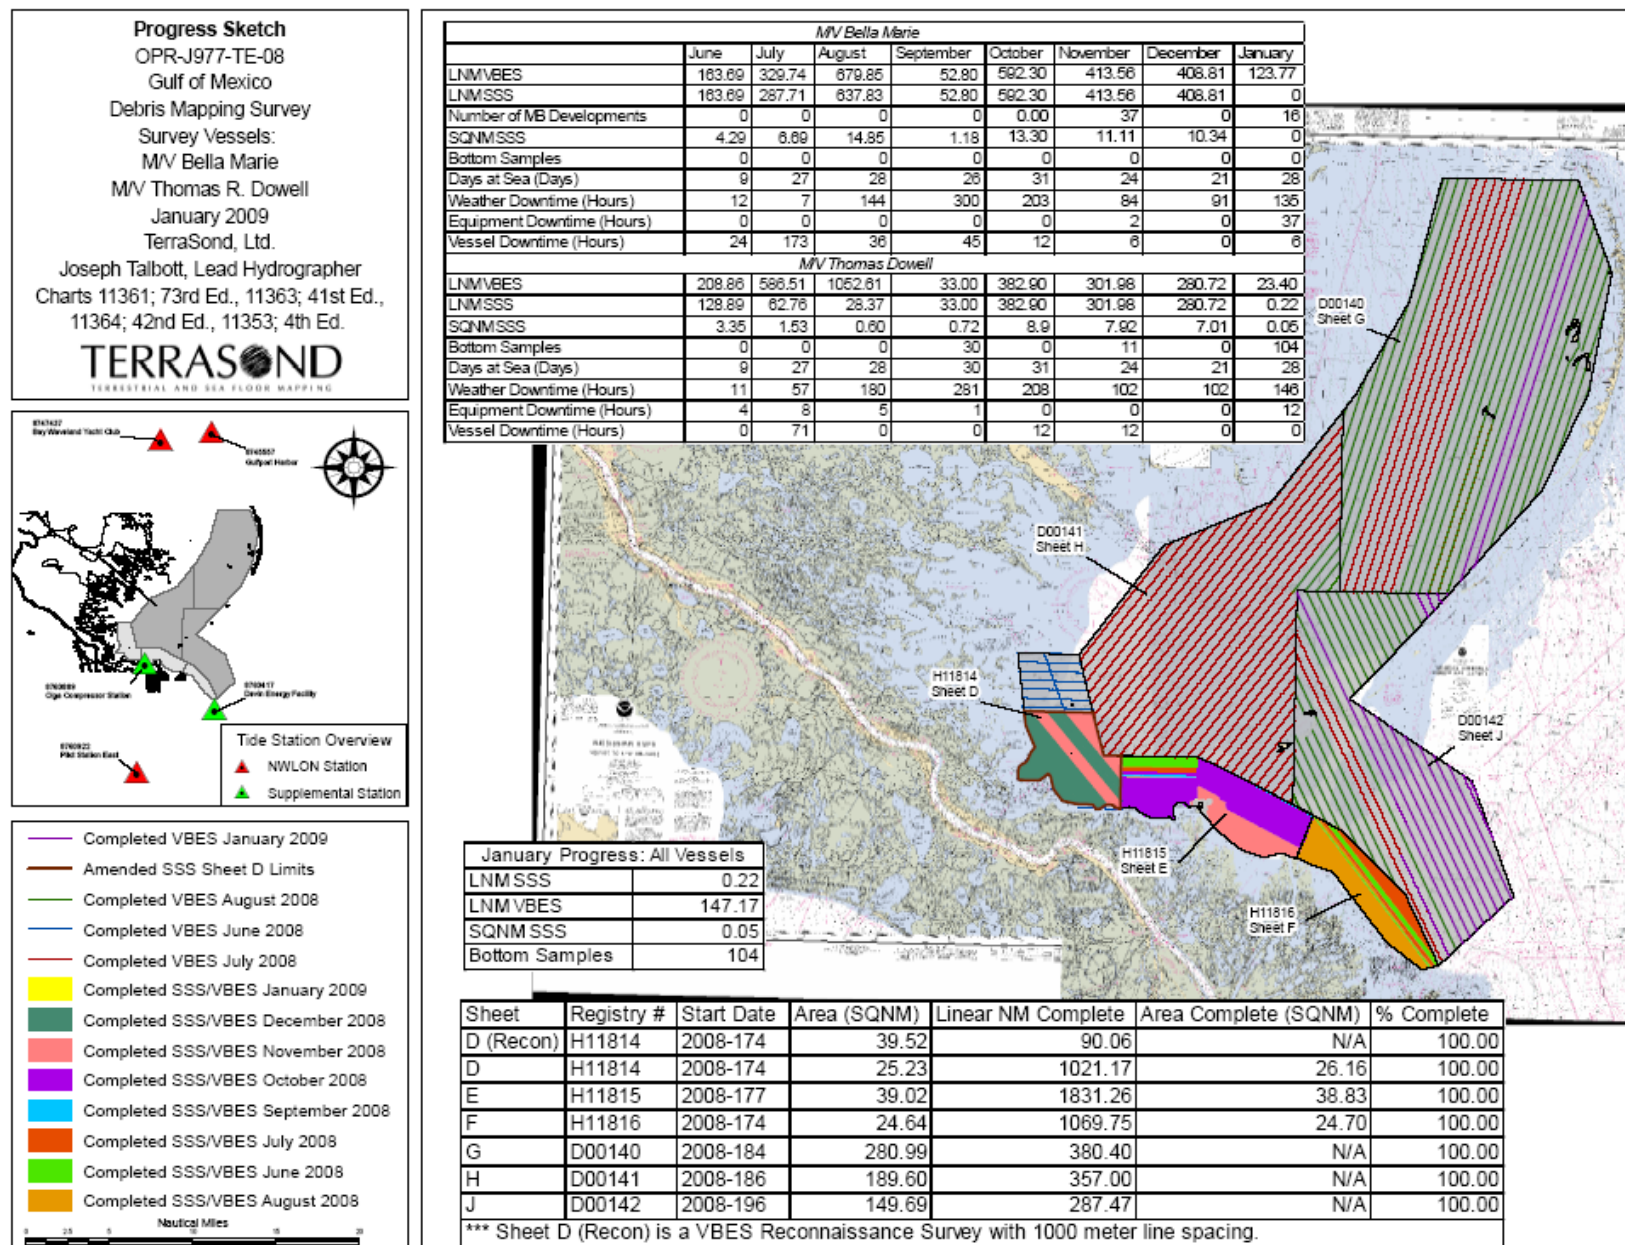 Progress Sketch
OPR-J977-TE-08
Gulf of Mexico
Debris Mapping Survey
Survey Vessels:
M/V Bella Marie
M/V Thomas R. Dowell
January 2009
TerraSond, Ltd.
Joseph Talbott, Lead Hydrographer
Charts 11361; 73rd Ed., 11363; 41st Ed.,
11364; 42nd Ed., 11353; 4th Ed.
TERRASOND
TERRESTRIAL AND SEA FLOOR MAPPING
M/V Bella Marie
June July August September October November December January
LNMVBES 163.69 329.74 679.85 52.80 592.30 413.56 408.81 123.77
LNMSSS 163.69 287.71 637.83 52.80 592.30 413.56 408.81 0
Number of MB Developments 0 0 0 0 0.00 37 0 16
SQNMSSS 4.29 6.69 14.85 1.18 13.30 11.11 10.34 0
Bottom Samples 0 0 0 0 0 0 0 0
Days at Sea (Days) 9 27 28 26 31 24 21 28
Weather Downtime (Hours) 12 7 144 300 203 84 91 135
Equipment Downtime (Hours) 0 0 0 0 0 2 0 37
Vessel Downtime (Hours) 24 173 36 45 12 6 0 6
M/V Thomas Dowell
LNMVBES 208.86 586.51 1052.61 33.00 382.90 301.98 280.72 23.40
LNMSSS 128.89 62.76 28.37 33.00 382.90 301.98 280.72 0.22
SQNMSSS 3.35 1.53 0.60 0.72 8.9 7.92 7.01 0.05
Bottom Samples 0 0 0 30 0 11 0 104
Days at Sea (Days) 9 27 28 30 31 24 21 28
Weather Downtime (Hours) 11 57 180 281 208 102 102 146
Equipment Downtime (Hours) 4 8 5 1 0 0 0 12
Vessel Downtime (Hours) 0 71 0 0 12 12 0 0
Bay Waveland Yacht Club
Gulfport Harbor
Olga Compressor Station
Devin Energy Facility
Pilot Station East
Tide Station Overview
NWLON Station
Supplemental Station
D00140
Sheet G
D00141
Sheet H
H11814
Sheet D
D00142
Sheet J
H11815
Sheet E
H11816
Sheet F
Completed VBES January 2009
Amended SSS Sheet D Limits
Completed VBES August 2008
Completed VBES June 2008
Completed VBES July 2008
Completed SSS/VBES January 2009
Completed SSS/VBES December 2008
Completed SSS/VBES November 2008
Completed SSS/VBES October 2008
Completed SSS/VBES September 2008
Completed SSS/VBES July 2008
Completed SSS/VBES June 2008
Completed SSS/VBES August 2008
Nautical Miles
January Progress: All Vessels
LNM SSS 0.22
LNM VBES 147.17
SQNM SSS 0.05
Bottom Samples 104
Sheet Registry # Start Date Area (SQNM) Linear NM Complete Area Complete (SQNM) % Complete
D (Recon) H11814 2008-174 39.52 90.06 N/A 100.00
D H11814 2008-174 25.23 1021.17 26.16 100.00
E H11815 2008-177 39.02 1831.26 38.83 100.00
F H11816 2008-174 24.64 1069.75 24.70 100.00
G D00140 2008-184 280.99 380.40 N/A 100.00
H D00141 2008-186 189.60 357.00 N/A 100.00
J D00142 2008-196 149.69 287.47 N/A 100.00
*** Sheet D (Recon) is a VBES Reconnaissance Survey with 1000 meter line spacing.